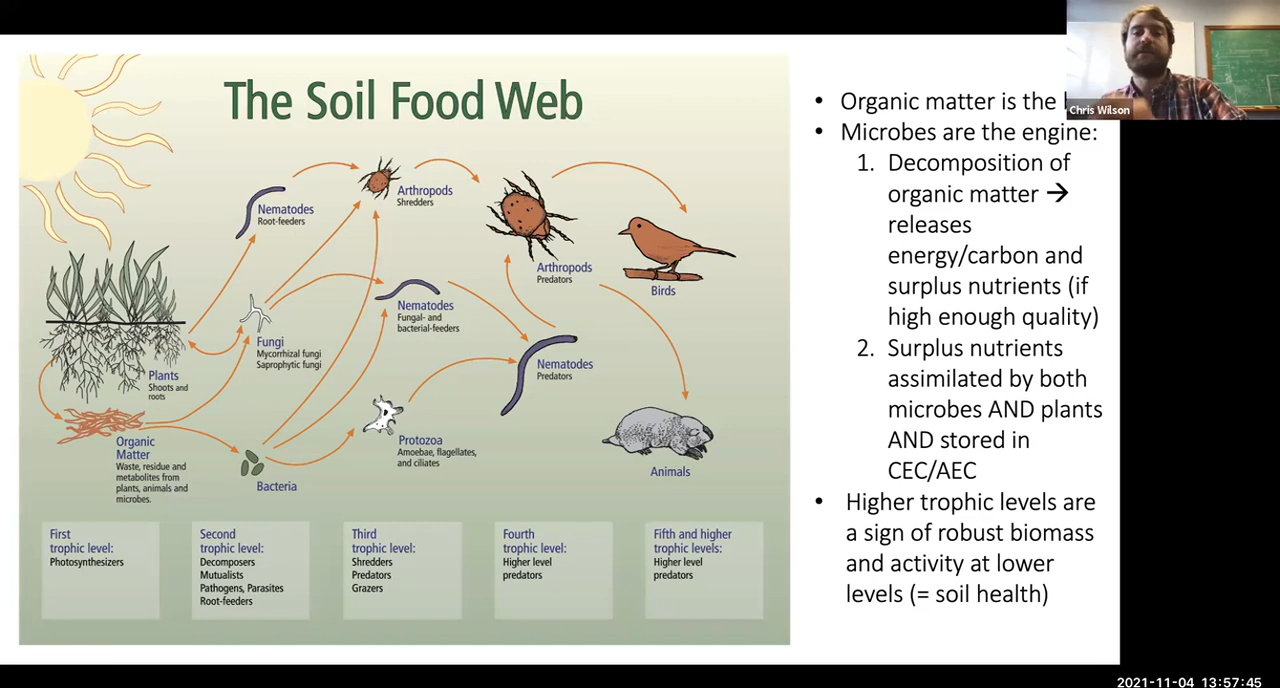 The Soil Food Web
Nematodes
Root-feeders
Arthropods
Shredders
Arthropods
Predators
Birds
Nematodes
Fungal- and
bacterial-feeders
Fungi
Mycorrhizal fungi
Saprophytic fungi
Nematodes
Predators
Plants
Shoots and
roots
Organic
Matter
Waste, residue and
metabolites from
plants, animals and
microbes.
Bacteria
Protozoa
Amoebae, flagellates,
and ciliates
Animals
First
trophic level:
Photosynthesizers
Second
trophic level:
Decomposers
Mutualists
Pathogens, Parasites
Root-feeders
Third
trophic level:
Shredders
Predators
Grazers
Fourth
trophic level:
Higher level
predators
Fifth and higher
trophic levels:
Higher level
predators
• Organic matter is the
• Microbes are the engine:
1. Decomposition of
organic matter →
releases
energy/carbon and
surplus nutrients (if
high enough quality)
2. Surplus nutrients
assimilated by both
microbes AND plants
AND stored in
CEC/AEC
• Higher trophic levels are
a sign of robust biomass
and activity at lower
levels (= soil health)
Chris Wilson
2021-11-04 13:57:45